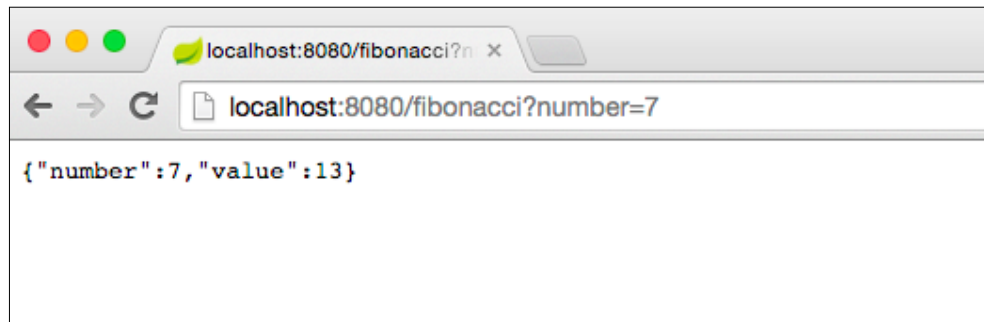 localhost:8080/fibonacci?n
localhost:8080/fibonacci?number=7
{"number":7,"value":13}